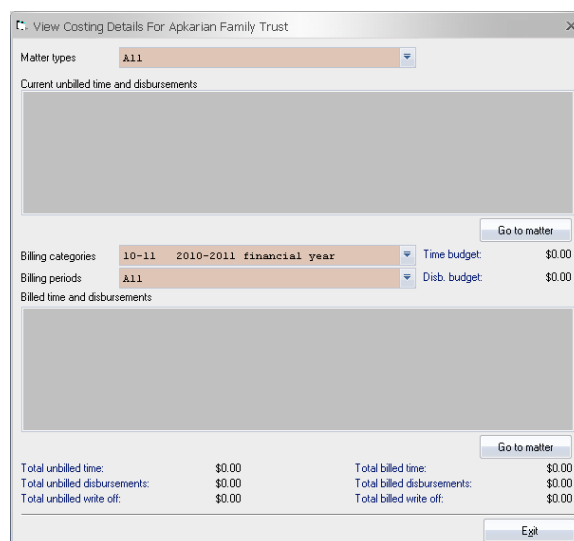 View Costing Details For Apkarian Family Trust
Matter types All
Current unbilled time and disbursements
Go to matter
Billing categories 10-11 2010-2011 financial year Time budget: $0.00
Billing periods All Disb. budget: $0.00
Billed time and disbursements
Go to matter
Total unbilled time: $0.00 Total billed time: $0.00
Total unbilled disbursements: $0.00 Total billed disbursements: $0.00
Total unbilled write off: $0.00 Total billed write off: $0.00
Exit